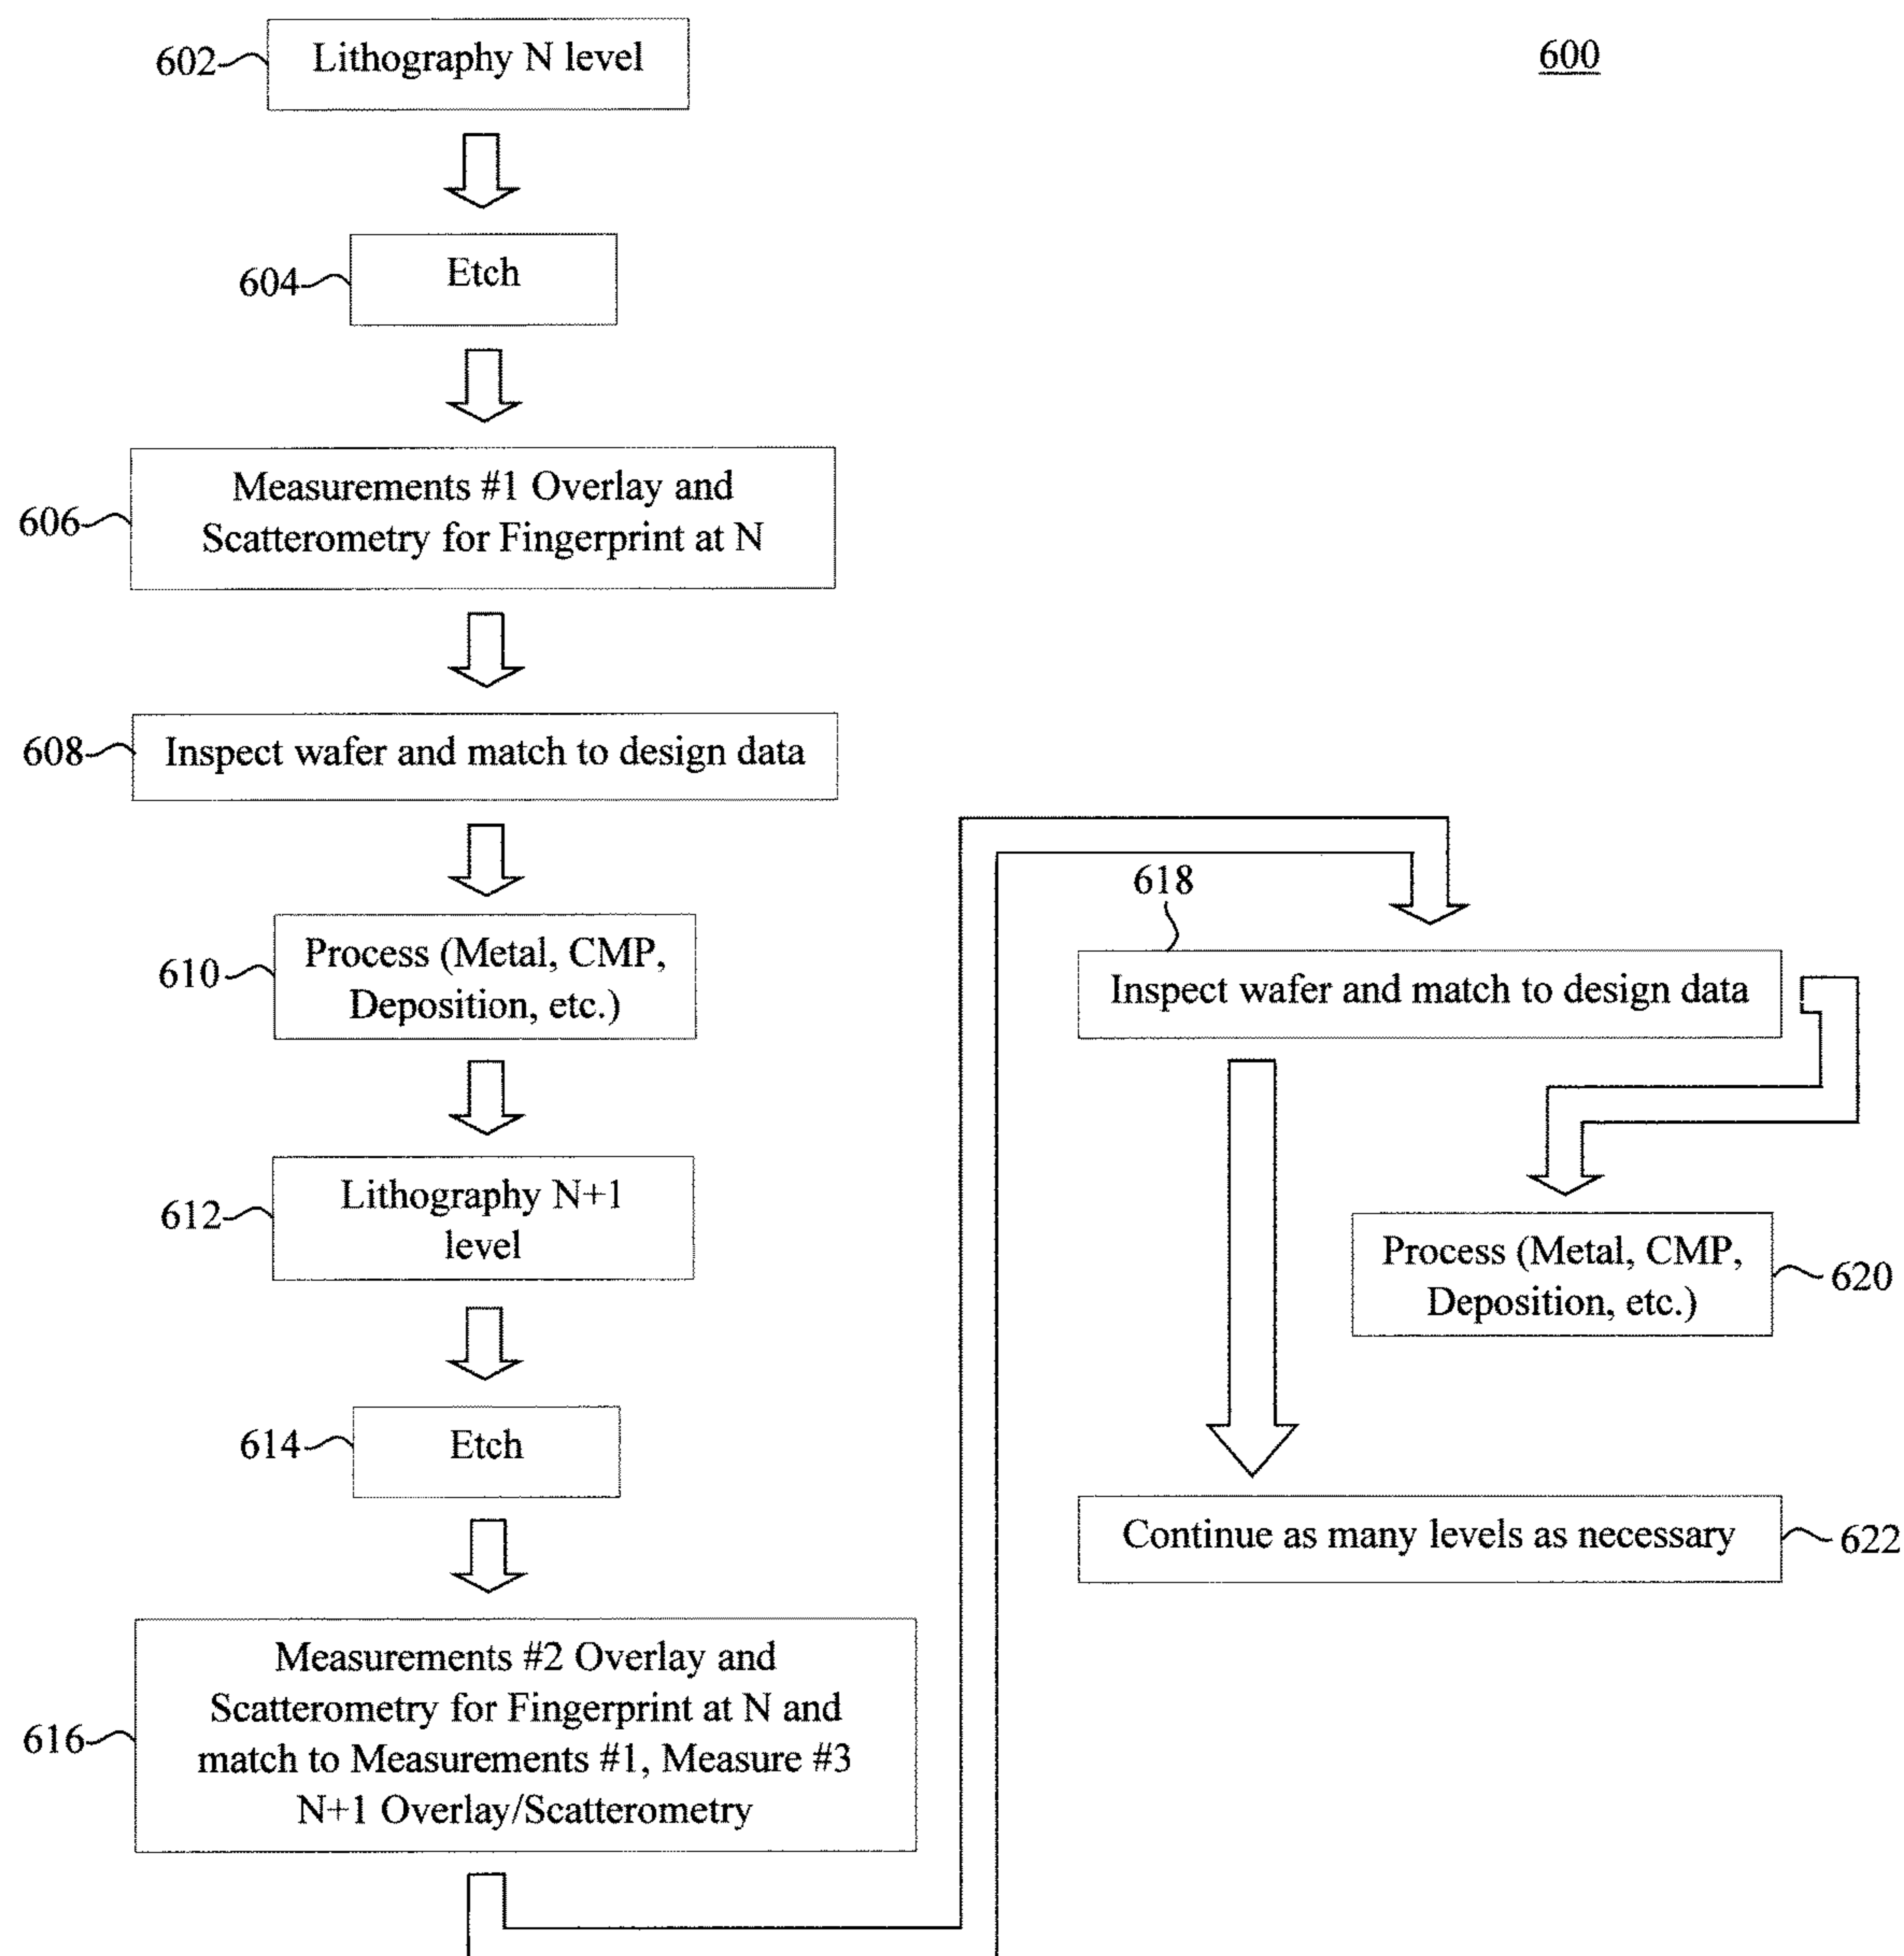 600
602
Lithography N level
604
Etch
606
Measurements #1 Overlay and
Scatterometry for Fingerprint at N
608
Inspect wafer and match to design data
610
Process (Metal, CMP,
Deposition, etc.)
612
Lithography N+1
level
614
Etch
616
Measurements #2 Overlay and
Scatterometry for Fingerprint at N and
match to Measurements #1, Measure #3
N+1 Overlay/Scatterometry
618
Inspect wafer and match to design data
Process (Metal, CMP,
Deposition, etc.)
620
Continue as many levels as necessary
622